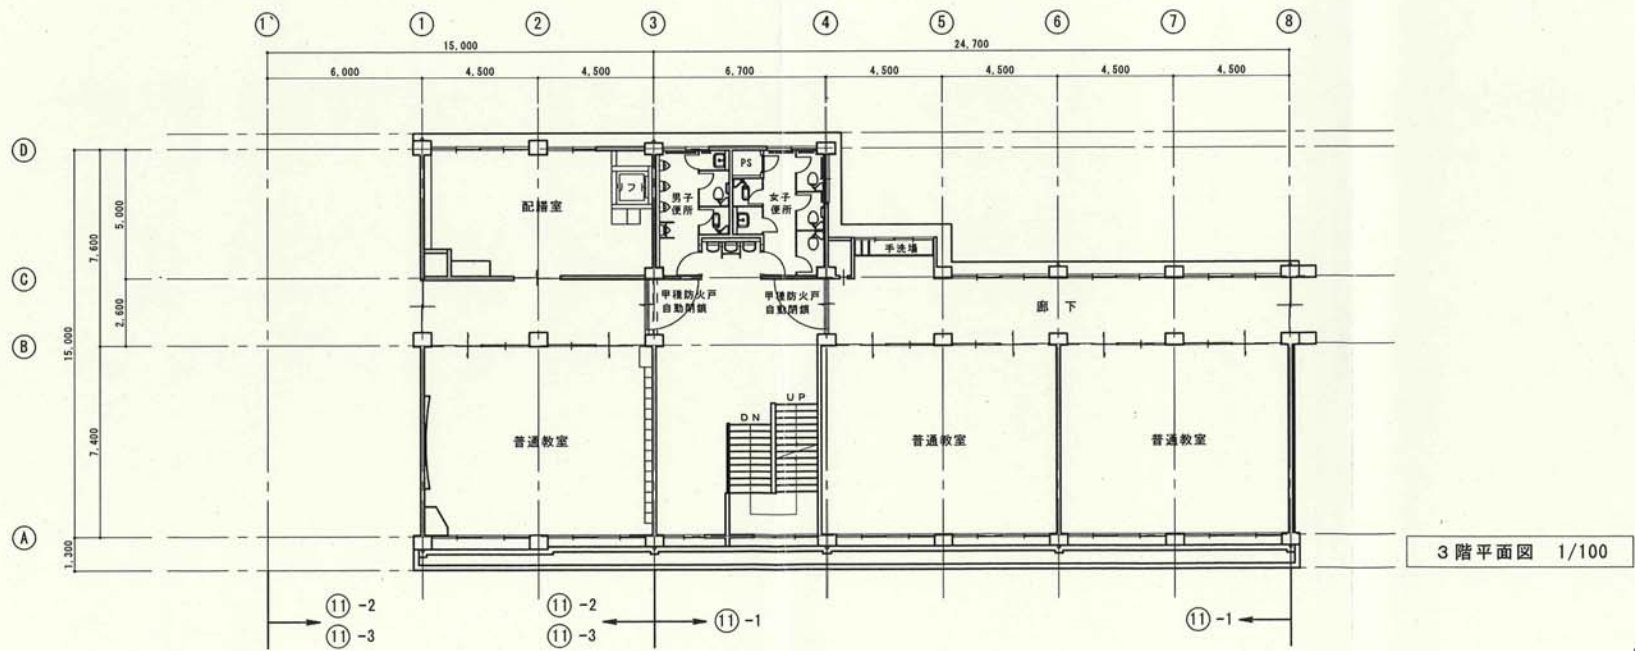 1` 1 2 3 4 5 6 7 8
15,000 24,700
6,000 4,500 4,500 6,700 4,500 4,500 4,500 4,500
D
C
B
A
5,000
7,600
2,600
15,000
7,400
1,300
配膳室
リフト
男子
便所
PS
女子
便所
手洗場
甲種防火戸
自動閉鎖
甲種防火戸
自動閉鎖
廊下
普通教室
DN
UP
普通教室
普通教室
3階平面図 1/100
⑪-2
⑪-3
⑪-2
⑪-3
⑪-1
⑪-1